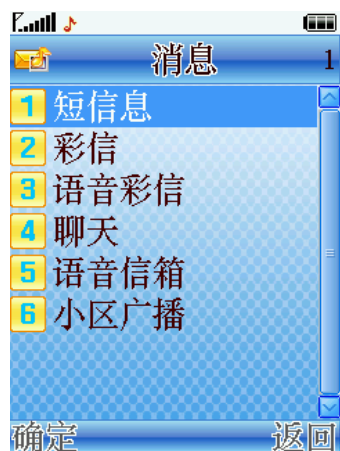 消息 1
1 短信息
2 彩信
3 语音彩信
4 聊天
5 语音信箱
6 小区广播
确定 返回